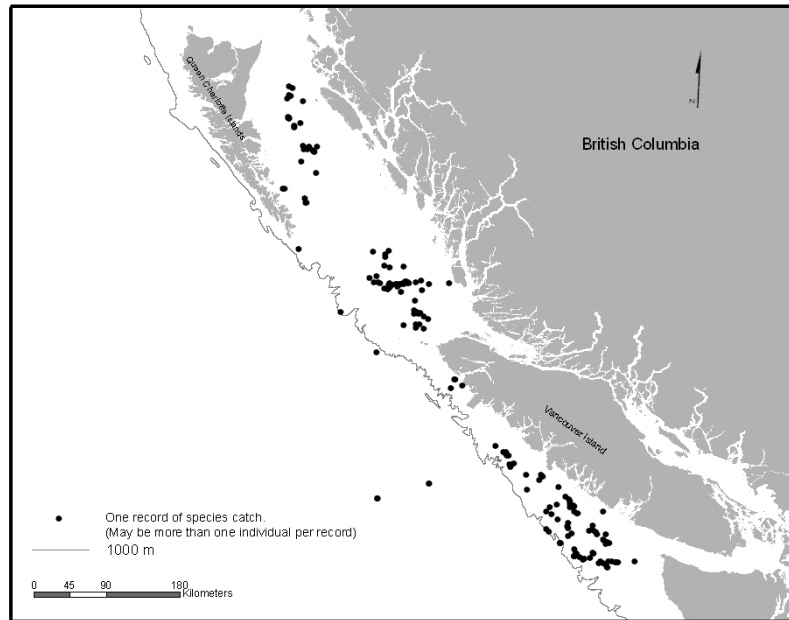 Queen Charlotte Islands
N
British Columbia
Vancouver Island
One record of species catch.
(May be more than one individual per record)
1000 m
0 45 90 180
Kilometers